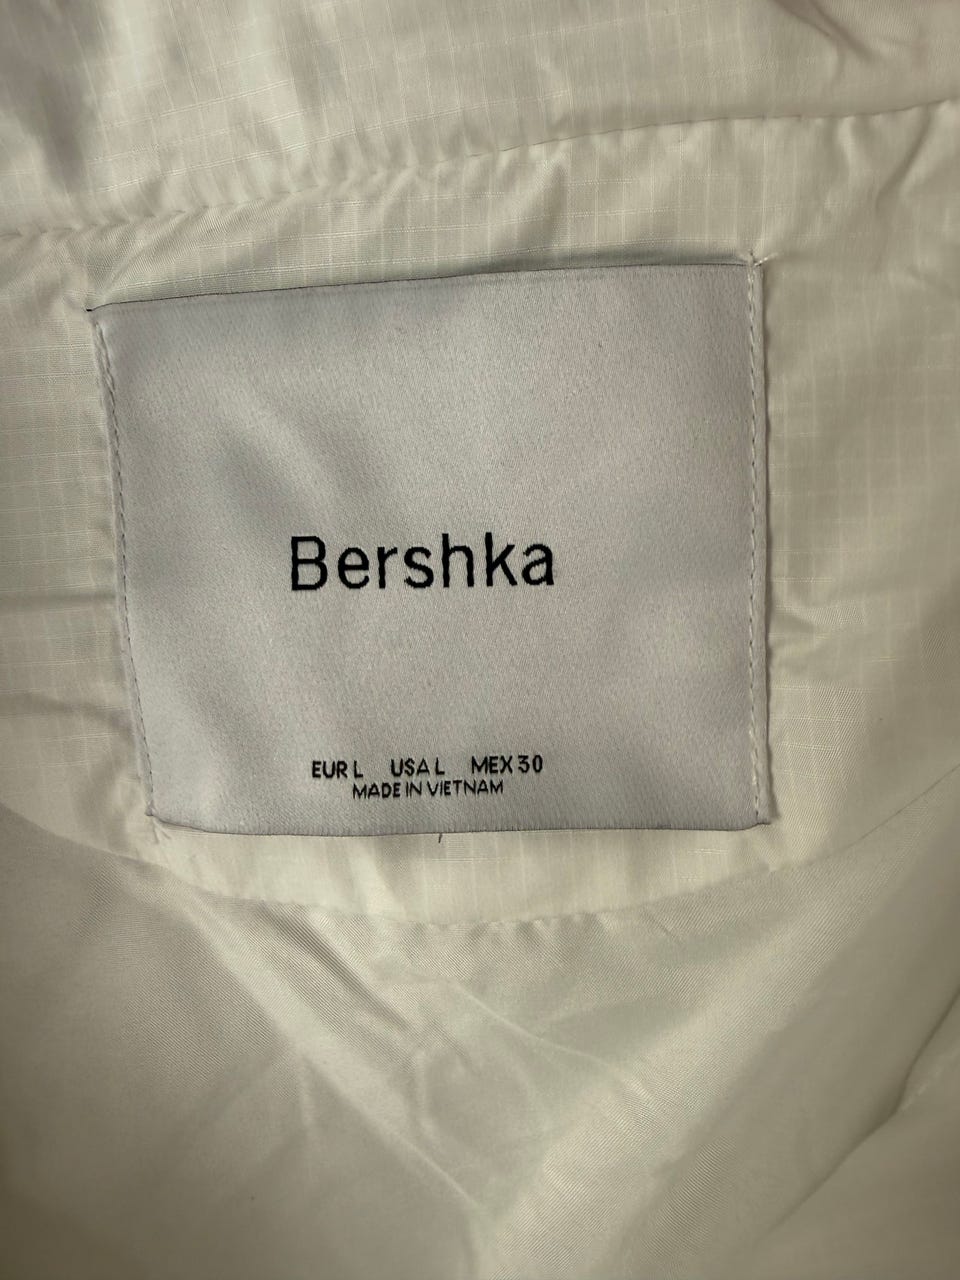 Bershka
EUR L USA L MEX 30
MADE IN VIETNAM